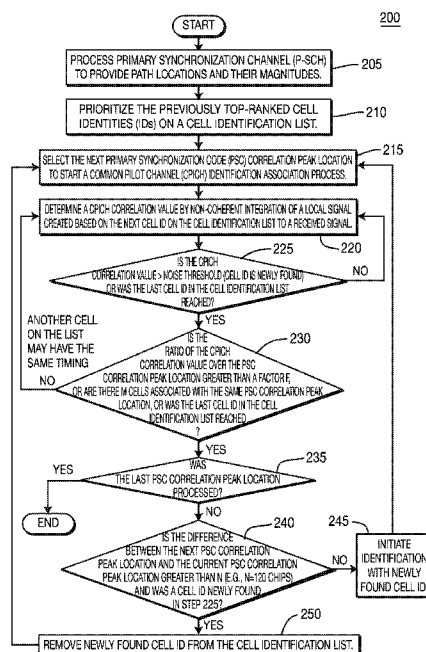 START
200
PROCESS PRIMARY SYNCHRONIZATION CHANNEL (P-SCH)
TO PROVIDE PATH LOCATIONS AND THEIR MAGNITUDES.
205
PRIORITIZE THE PREVIOUSLY TOP-RANKED CELL
IDENTITIES (IDs) ON A CELL IDENTIFICATION LIST.
210
215
SELECT THE NEXT PRIMARY SYNCHRONIZATION CODE (PSC) CORRELATION PEAK LOCATION
TO START A COMMON PILOT CHANNEL (CPICH) IDENTIFICATION ASSOCIATION PROCESS.
DETERMINE A CPICH CORRELATION VALUE BY NON-COHERENT INTEGRATION OF A LOCAL SIGNAL
CREATED BASED ON THE NEXT CELL ID ON THE CELL IDENTIFICATION LIST TO A RECEIVED SIGNAL.
220
225
IS THE
CPICH
CORRELATION VALUE > NOISE THRESHOLD (CELL ID IS NEWLY FOUND)
OR WAS THE LAST CELL ID IN THE CELL IDENTIFICATION LIST
REACHED?
NO
YES
ANOTHER CELL
ON THE LIST
MAY HAVE THE
SAME TIMING
NO
230
IS THE
RATIO OF THE CPICH
CORRELATION VALUE OVER THE PSC
CORRELATION PEAK LOCATION GREATER THAN A FACTOR F,
OR ARE THERE M CELLS ASSOCIATED WITH THE SAME PSC CORRELATION PEAK
LOCATION, OR WAS THE LAST CELL ID IN THE CELL
IDENTIFICATION LIST REACHED
?
YES
235
WAS
THE LAST PSC CORRELATION PEAK LOCATION
PROCESSED?
YES
END
NO
240
IS THE DIFFERENCE
BETWEEN THE NEXT PSC CORRELATION
PEAK LOCATION AND THE CURRENT PSC CORRELATION
PEAK LOCATION GREATER THAN N (E.G., N=120 CHIPS)
AND WAS A CELL ID NEWLY FOUND
IN STEP 225?
NO
245
INITIATE
IDENTIFICATION
WITH NEWLY
FOUND CELL ID
YES
250
REMOVE NEWLY FOUND CELL ID FROM THE CELL IDENTIFICATION LIST.